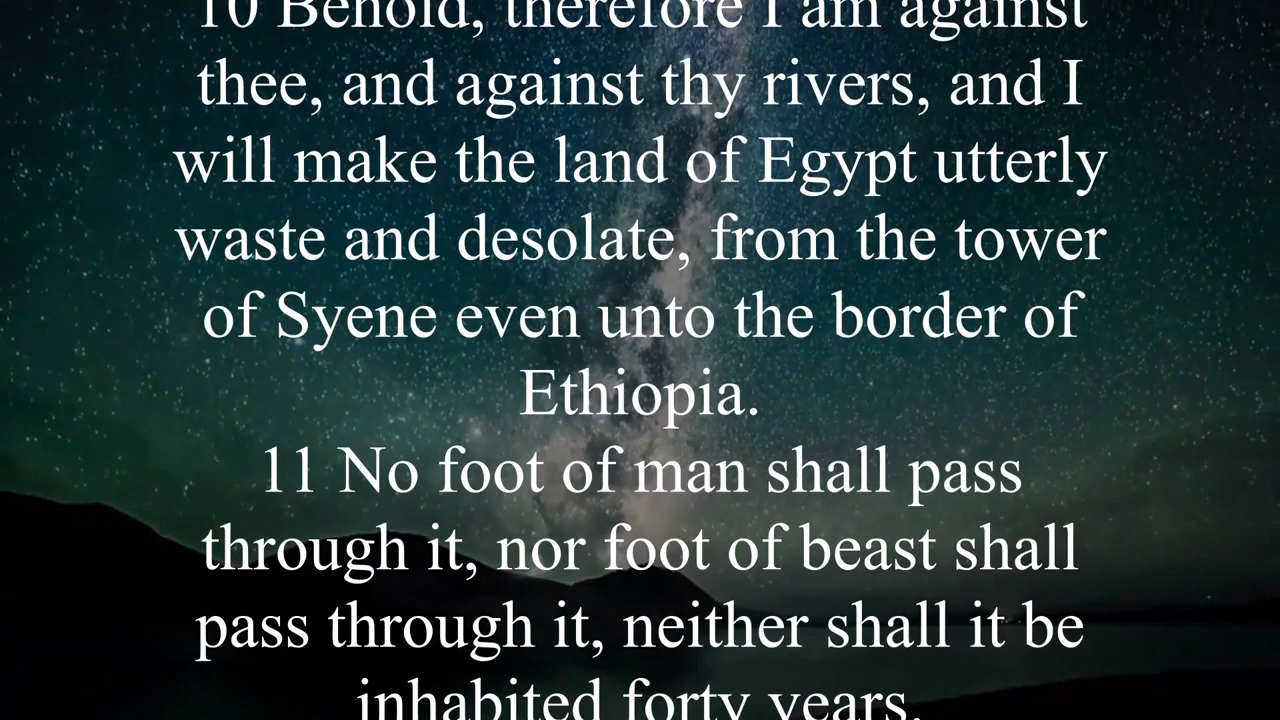 10 Behold, therefore I am against
thee, and against thy rivers, and I
will make the land of Egypt utterly
waste and desolate, from the tower
of Syene even unto the border of
Ethiopia.
11 No foot of man shall pass
through it, nor foot of beast shall
pass through it, neither shall it be
inhabited forty years.